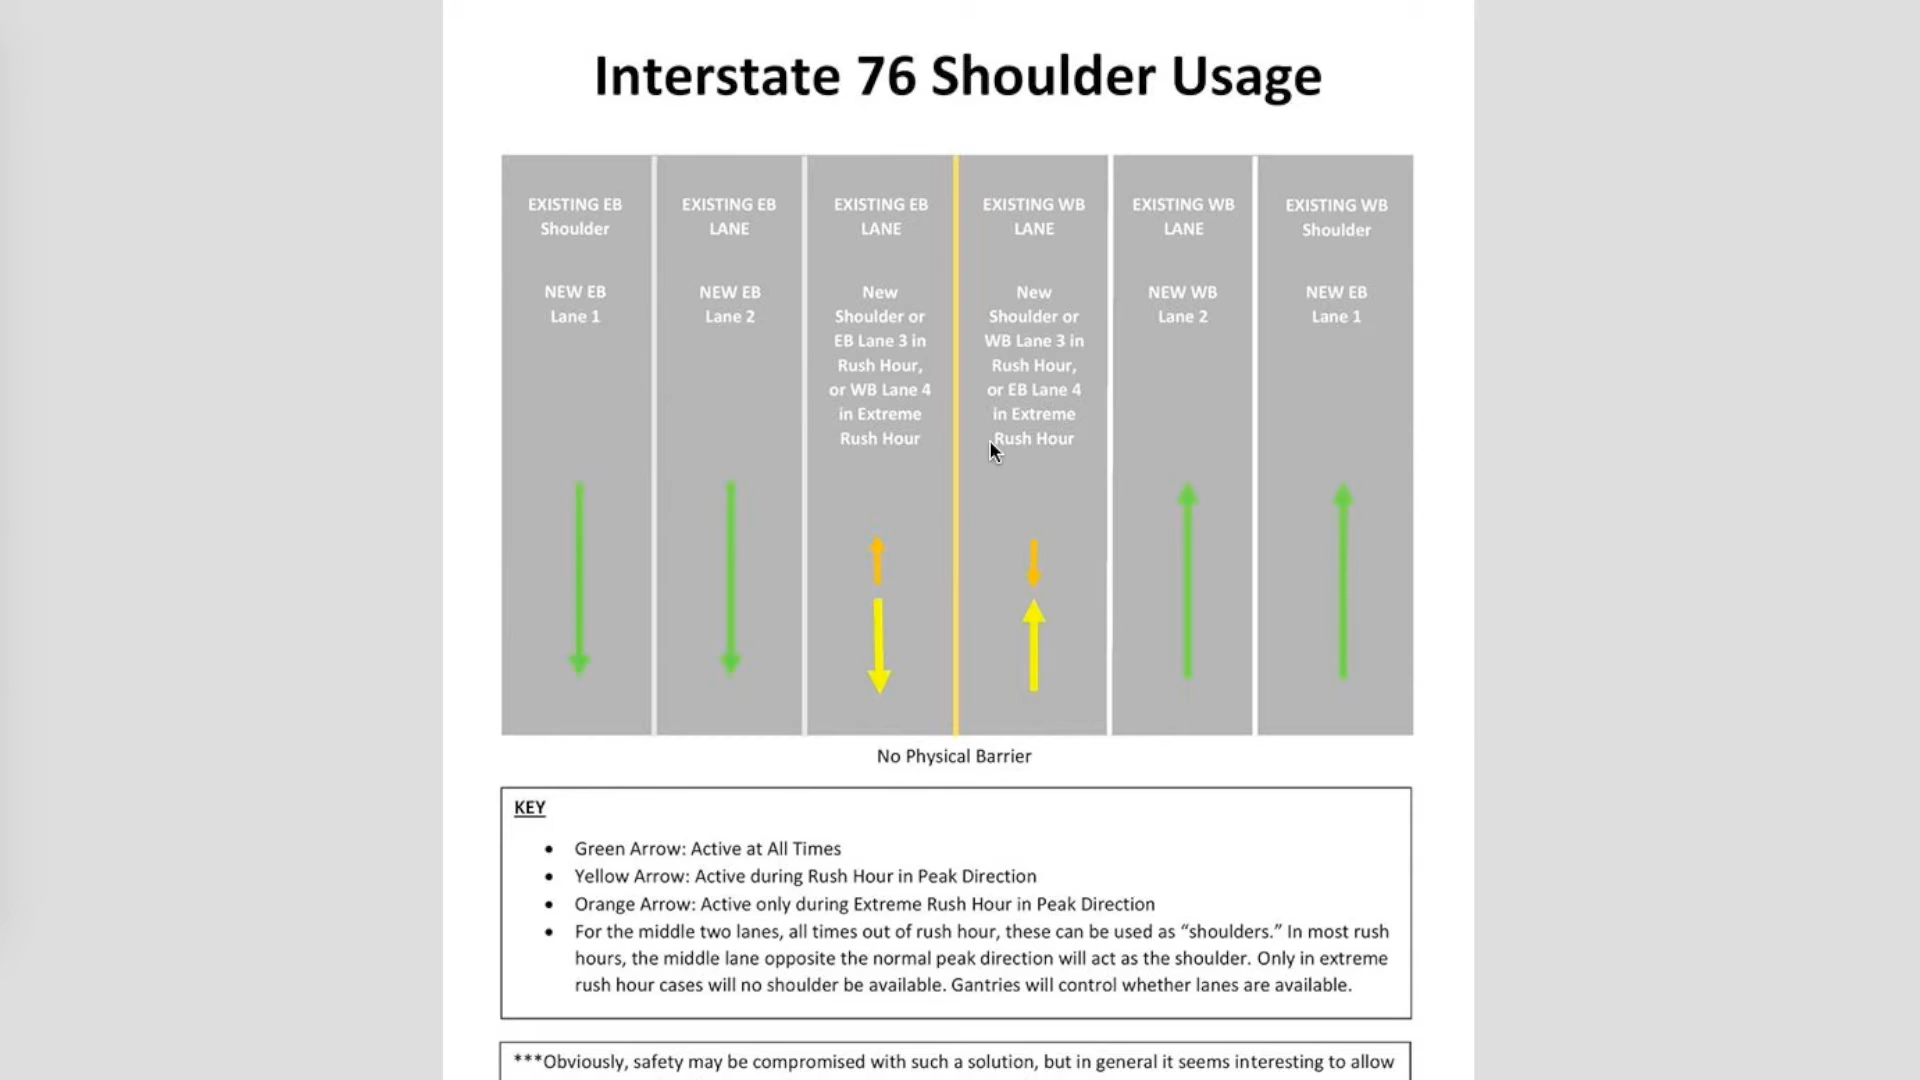 Interstate 76 Shoulder Usage
EXISTING EB
Shoulder
NEW EB
Lane 1
EXISTING EB
LANE
NEW EB
Lane 2
EXISTING EB
LANE
New
Shoulder or
EB Lane 3 in
Rush Hour,
or WB Lane 4
in Extreme
Rush Hour
EXISTING WB
LANE
New
Shoulder or
WB Lane 3 in
Rush Hour,
or EB Lane 4
in Extreme
Rush Hour
EXISTING WB
LANE
NEW WB
Lane 2
EXISTING WB
Shoulder
NEW EB
Lane 1
No Physical Barrier
KEY
• Green Arrow: Active at All Times
• Yellow Arrow: Active during Rush Hour in Peak Direction
• Orange Arrow: Active only during Extreme Rush Hour in Peak Direction
• For the middle two lanes, all times out of rush hour, these can be used as “shoulders.” In most rush
hours, the middle lane opposite the normal peak direction will act as the shoulder. Only in extreme
rush hour cases will no shoulder be available. Gantries will control whether lanes are available.
***Obviously, safety may be compromised with such a solution, but in general it seems interesting to allow